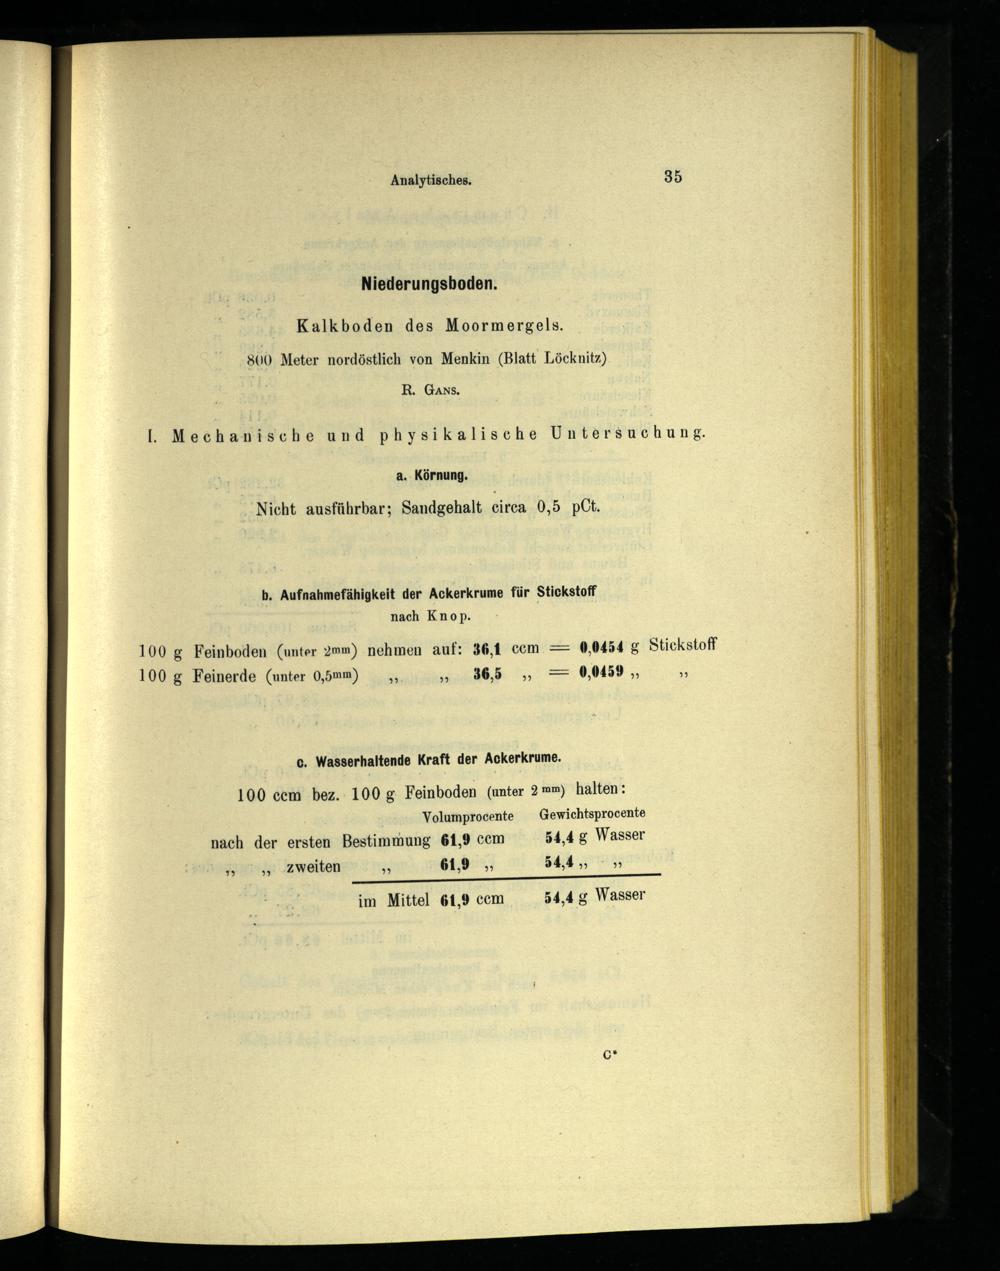 Analytisches. 35
Niederungsboden.
Kalkboden des Moormergels.
800 Meter nordöstlich von Menkin (Blatt Löcknitz)
R. GANS.
I. Mechanische und physikalische Untersuchung.
a. Körnung.
Nicht ausführbar; Sandgehalt circa 0,5 pCt.
b. Aufnahmefähigkeit der Ackerkrume für Stickstoff
nach Knop.
100 g Feinboden (unter 2mm) nehmen auf: 36,1 ccm = 0,0454 g Stickstoff
100 g Feinerde (unter 0,5mm) „ „ 36,5 „ = 0,0459 „ „
c. Wasserhaltende Kraft der Ackerkrume.
100 ccm bez. 100 g Feinboden (unter 2 mm) halten:
Volumprocente Gewichtsprocente
nach der ersten Bestimmung 61,9 ccm 54,4 g Wasser
„ „ zweiten „ 61,9 „ 54,4 „ „
im Mittel 61,9 ccm 54,4 g Wasser
C*